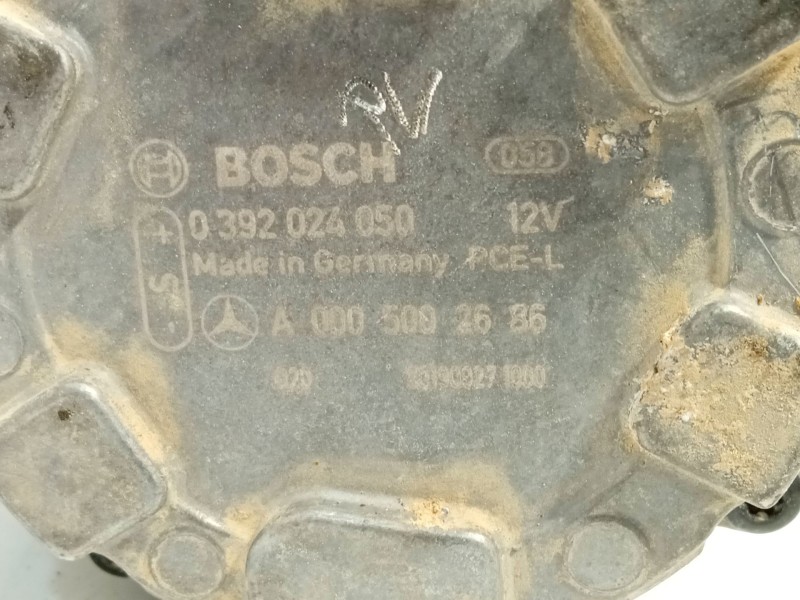 RV
BOSCH 058
0 392 024 050 12V
Made in Germany PCE-L
+ S -
A 000 500 26 86